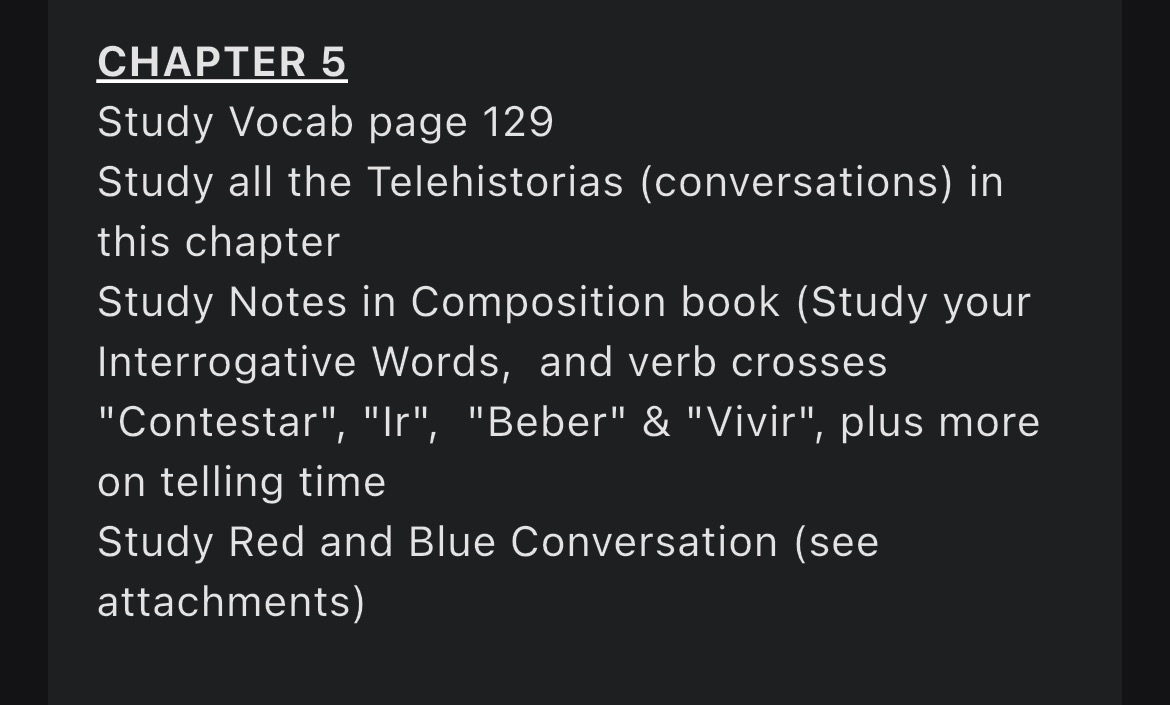 CHAPTER 5
Study Vocab page 129
Study all the Telehistorias (conversations) in
this chapter
Study Notes in Composition book (Study your
Interrogative Words,  and verb crosses
"Contestar", "Ir",  "Beber" & "Vivir", plus more
on telling time
Study Red and Blue Conversation (see
attachments)